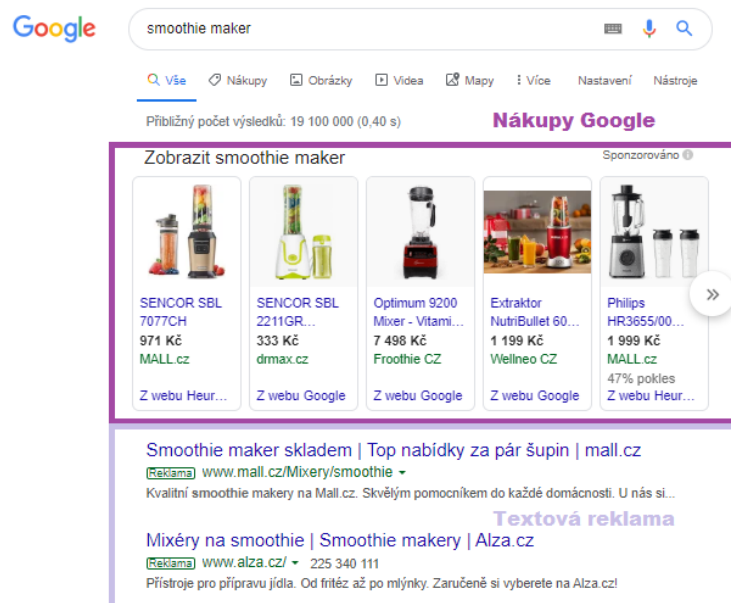 Google
smoothie maker
Vše Nákupy Obrázky Videa Mapy Více Nastavení Nástroje
Přibližný počet výsledků: 19 100 000 (0,40 s)
Nákupy Google
Zobrazit smoothie maker
Sponzorováno
SENCOR SBL
7077CH
971 Kč
MALL.cz
Z webu Heur...
SENCOR SBL
2211GR...
333 Kč
drmax.cz
Z webu Google
Optimum 9200
Mixer - Vitami...
7 498 Kč
Froothie CZ
Z webu Google
Extraktor
NutriBullet 60...
1 199 Kč
Wellneo CZ
Z webu Google
Philips
HR3655/00...
1 999 Kč
MALL.cz
47% pokles
Z webu Heur...
Smoothie maker skladem | Top nabídky za pár šupin | mall.cz
Reklama www.mall.cz/Mixery/smoothie
Kvalitní smoothie makery na Mall.cz. Skvělým pomocníkem do každé domácnosti. U nás si...
Textová reklama
Mixéry na smoothie | Smoothie makery | Alza.cz
Reklama www.alza.cz/ 225 340 111
Přístroje pro přípravu jídla. Od fritéz až po mlýnky. Zaručeně si vyberete na Alza.cz!